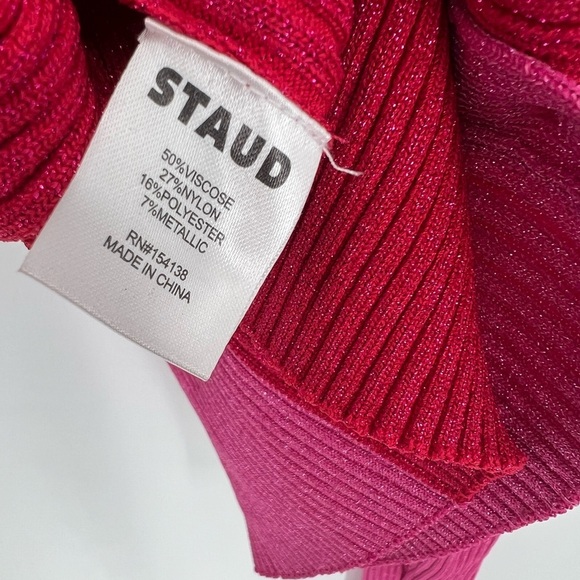 STAUD
50%VISCOSE
27%NYLON
16%POLYESTER
7%METALLIC
RN#154138
MADE IN CHINA